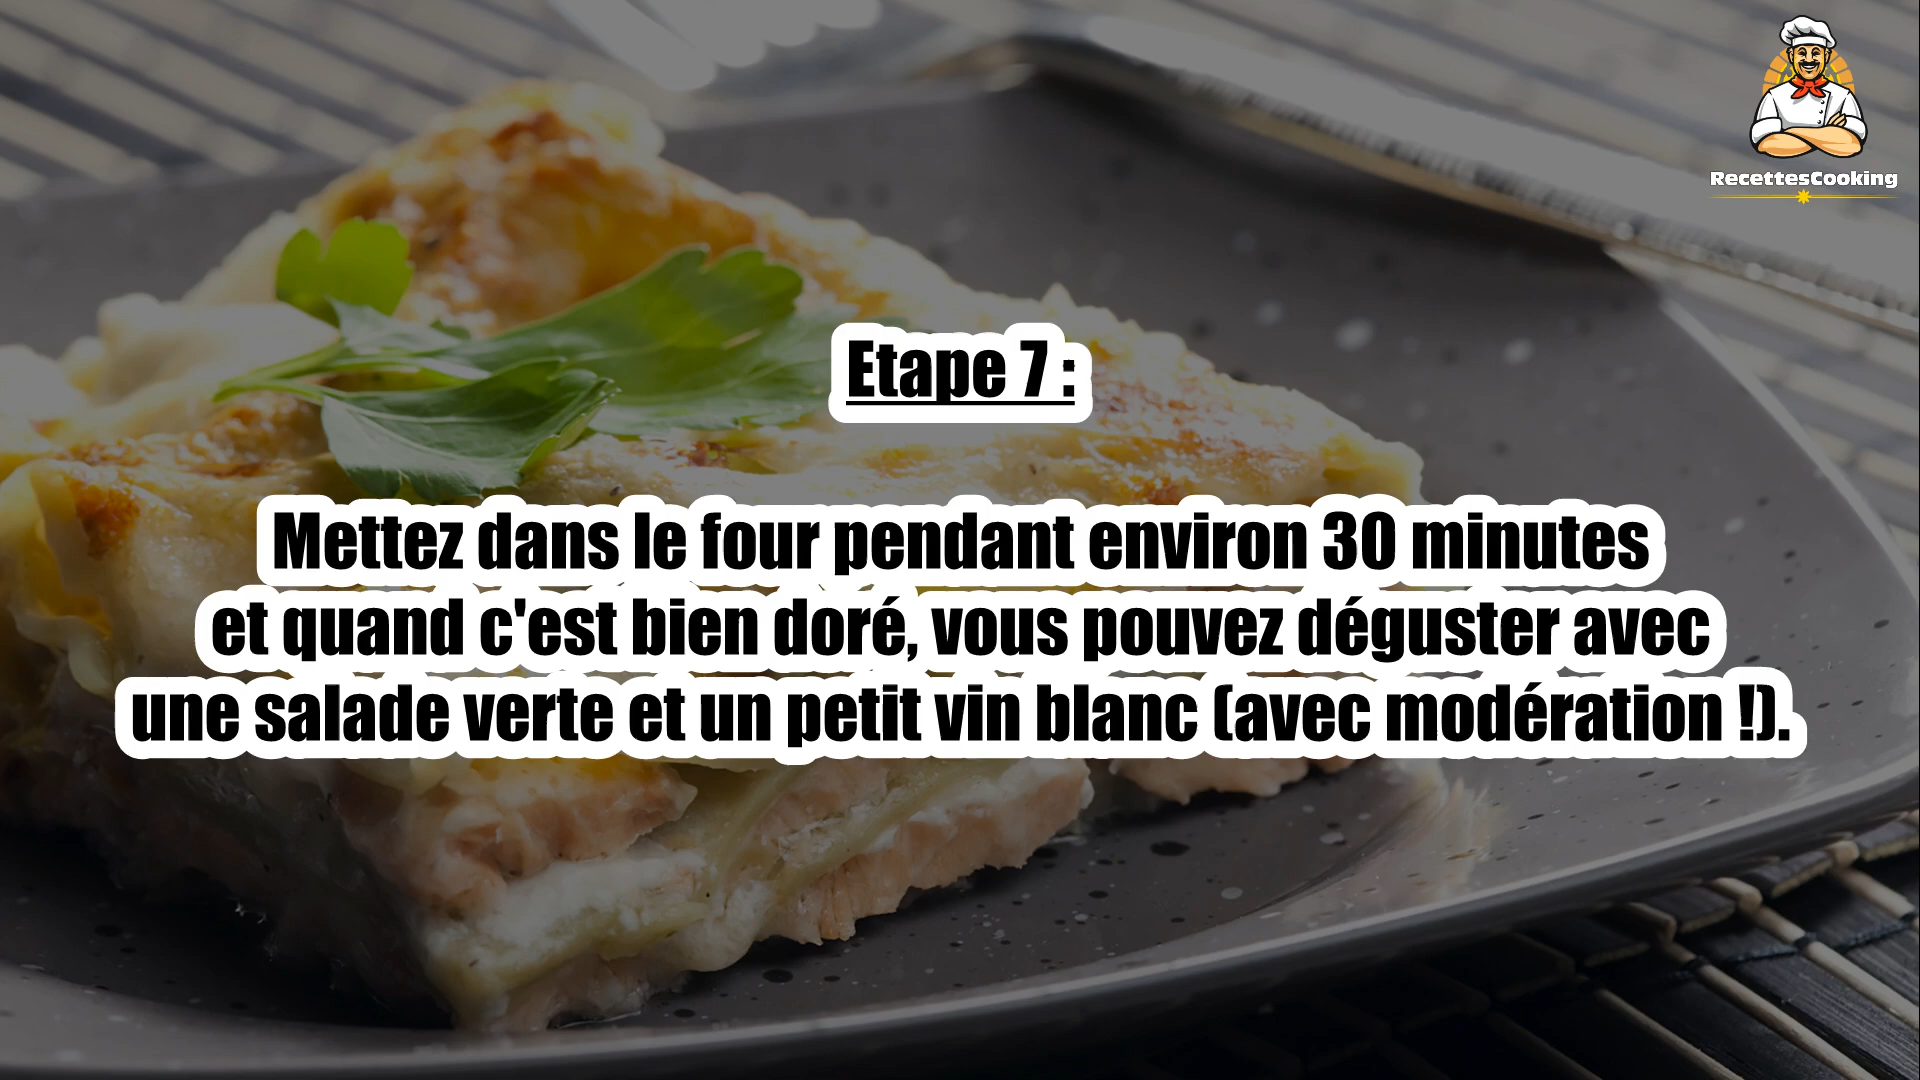 RecettesCooking
Etape 7 :
Mettez dans le four pendant environ 30 minutes
et quand c'est bien doré, vous pouvez déguster avec
une salade verte et un petit vin blanc (avec modération !).